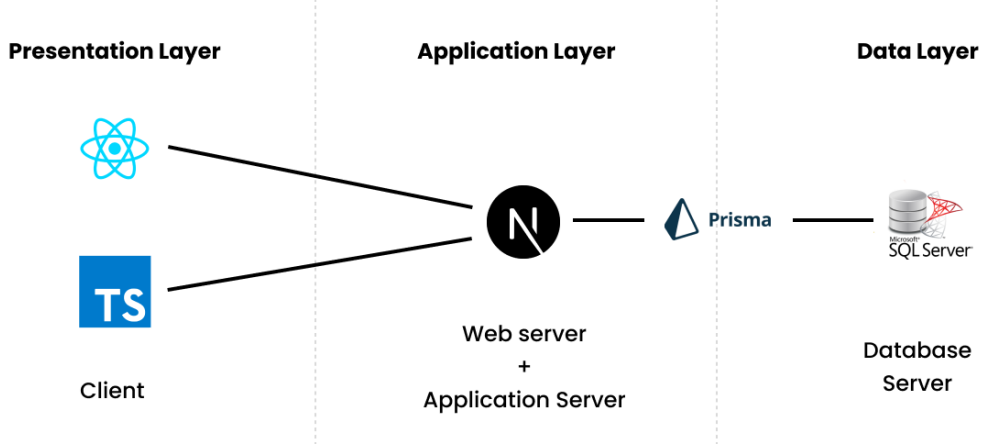 Presentation Layer
Application Layer
Data Layer
TS
N
Prisma
Microsoft
SQL Server
Client
Web server
+
Application Server
Database
Server